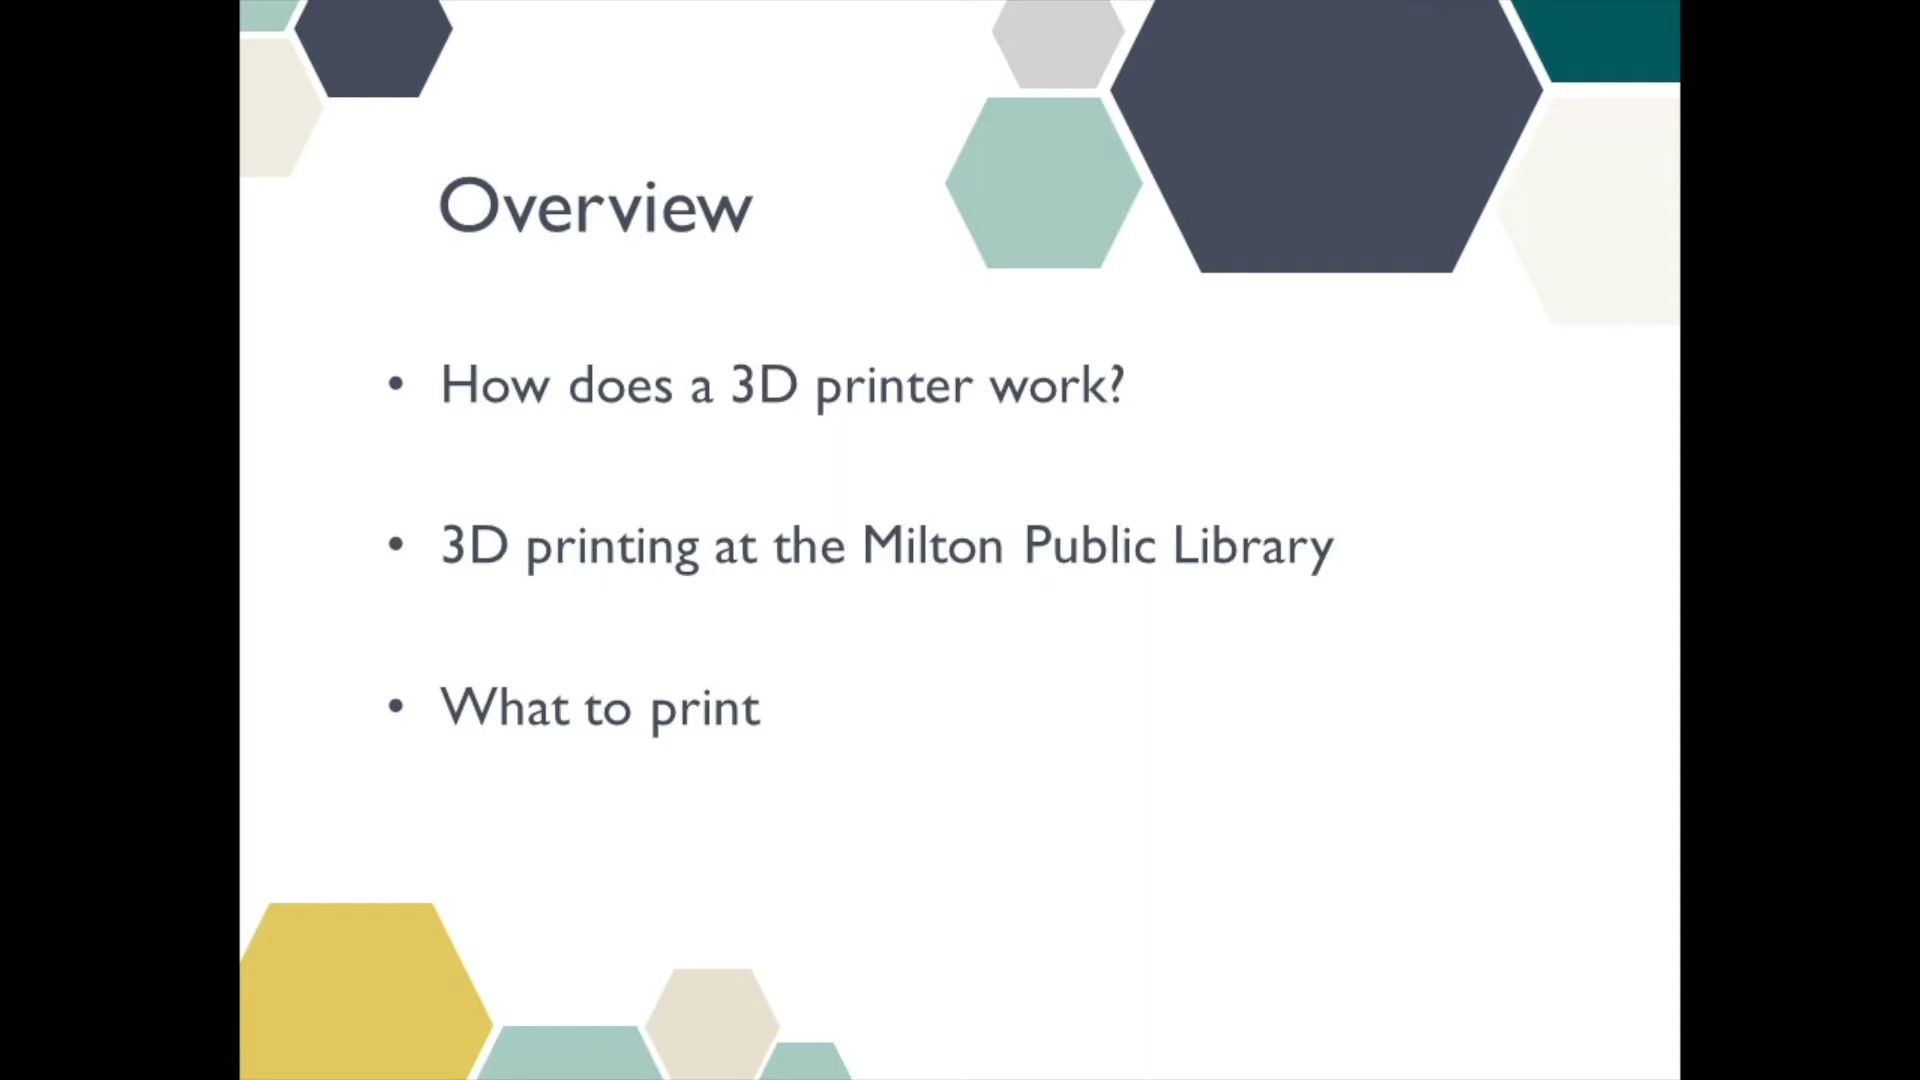 Overview
• How does a 3D printer work?
• 3D printing at the Milton Public Library
• What to print